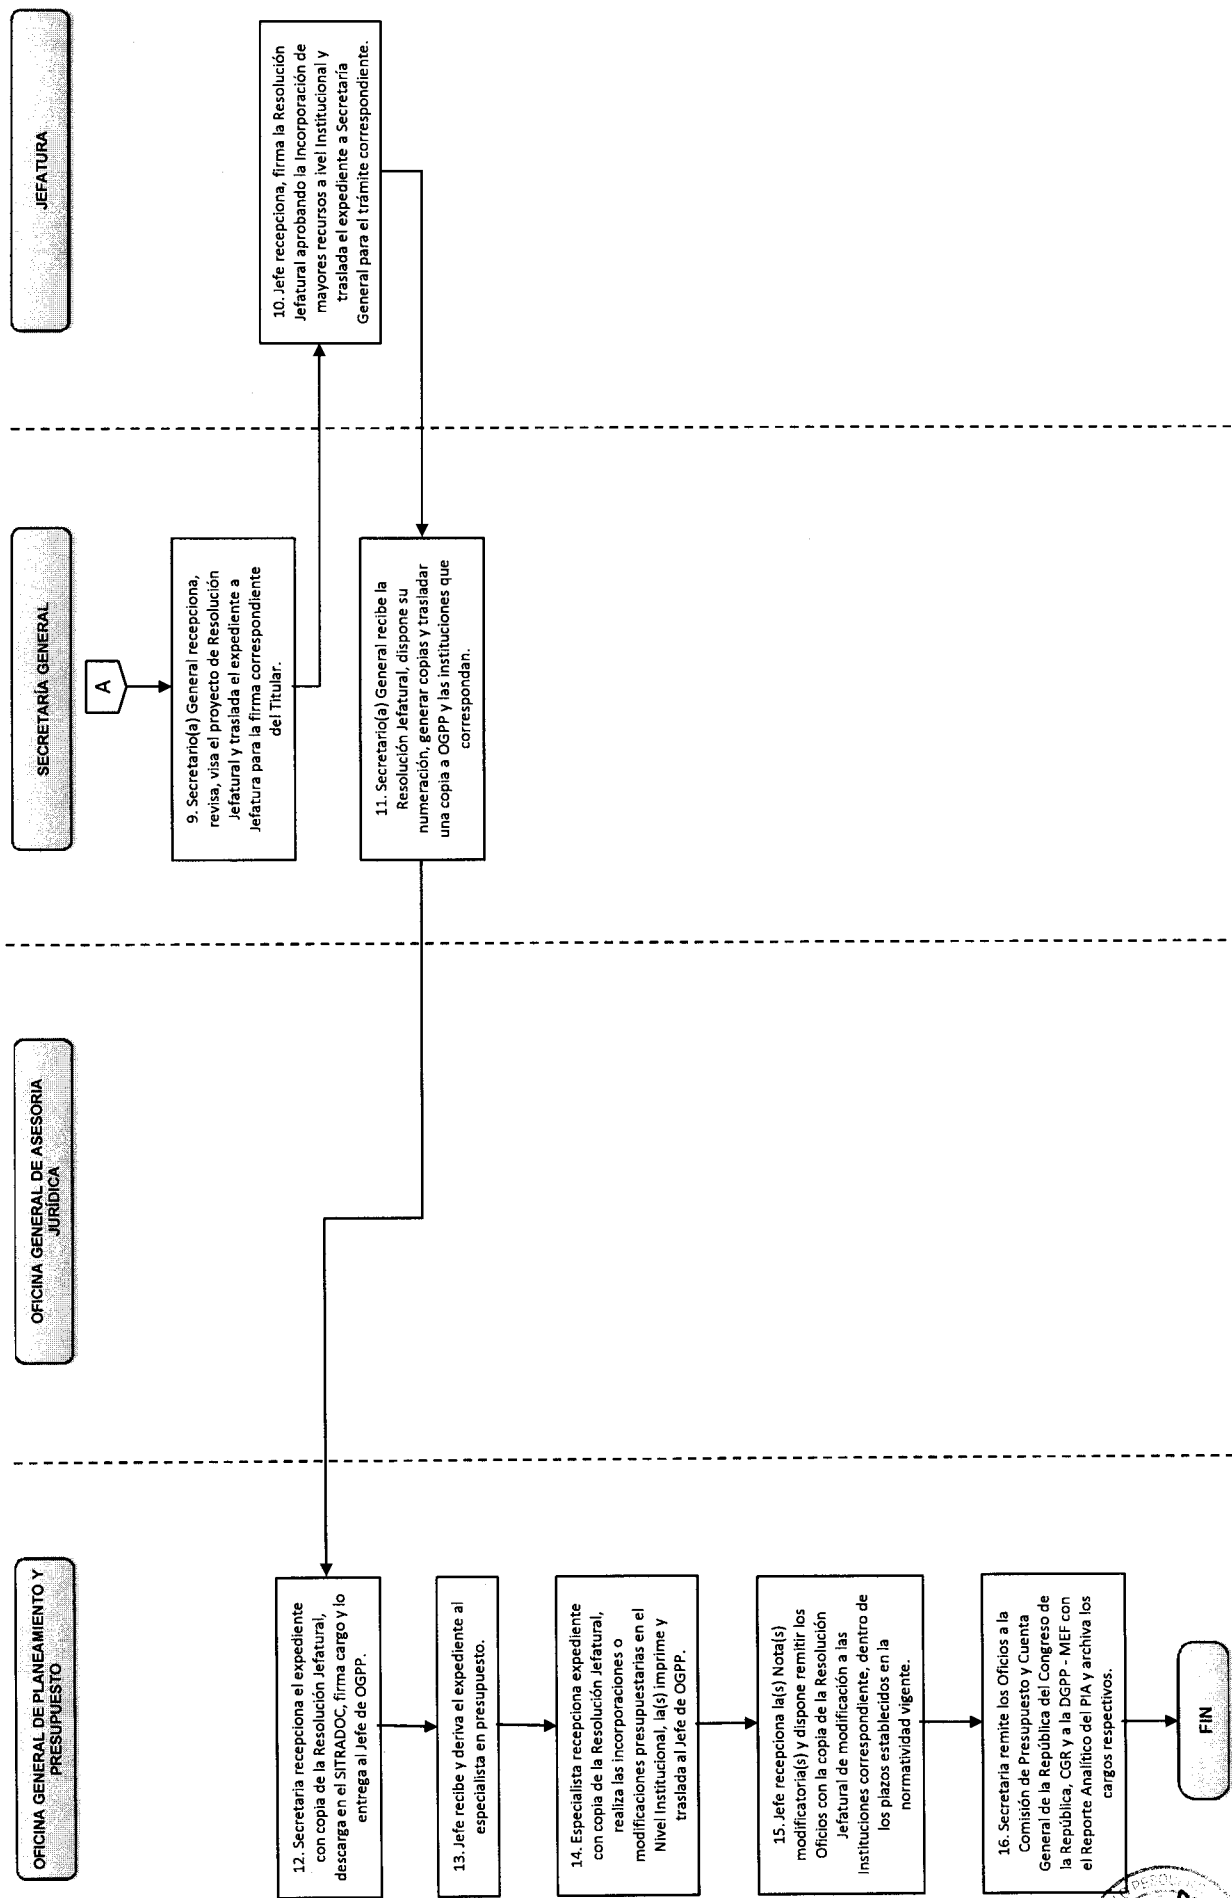 OFICINA GENERAL DE PLANEAMIENTO Y
PRESUPUESTO
OFICINA GENERAL DE ASESORIA
JURÍDICA
SECRETARÍA GENERAL
JEFATURA
A
9. Secretario(a) General recepciona,
revisa, visa el proyecto de Resolución
Jefatural y traslada el expediente a
Jefatura para la firma correspondiente
del Titular.
10. Jefe recepciona, firma la Resolución
Jefatural aprobando la Incorporación de
mayores recursos a ivel Institucional y
traslada el expediente a Secretaría
General para el trámite correspondiente.
11. Secretario(a) General recibe la
Resolución Jefatural, dispone su
numeración, generar copias y trasladar
una copia a OGPP y las instituciones que
correspondan.
12. Secretaria recepciona el expediente
con copia de la Resolución Jefatural,
descarga en el SITRADOC, firma cargo y lo
entrega al Jefe de OGPP.
13. Jefe recibe y deriva el expediente al
especialista en presupuesto.
14. Especialista recepciona expediente
con copia de la Resolución Jefatural,
realiza las incorporaciones o
modificaciones presupuestarias en el
Nivel Institucional, la(s) imprime y
traslada al Jefe de OGPP.
15. Jefe recepciona la(s) Nota(s)
modificatoria(s) y dispone remitir los
Oficios con la copia de la Resolución
Jefatural de modificación a las
Instituciones correspondiente, dentro de
los plazos establecidos en la
normatividad vigente.
16. Secretaria remite los Oficios a la
Comisión de Presupuesto y Cuenta
General de la República del Congreso de
la República, CGR y a la DGPP - MEF con
el Reporte Analítico del PIA y archiva los
cargos respectivos.
FIN